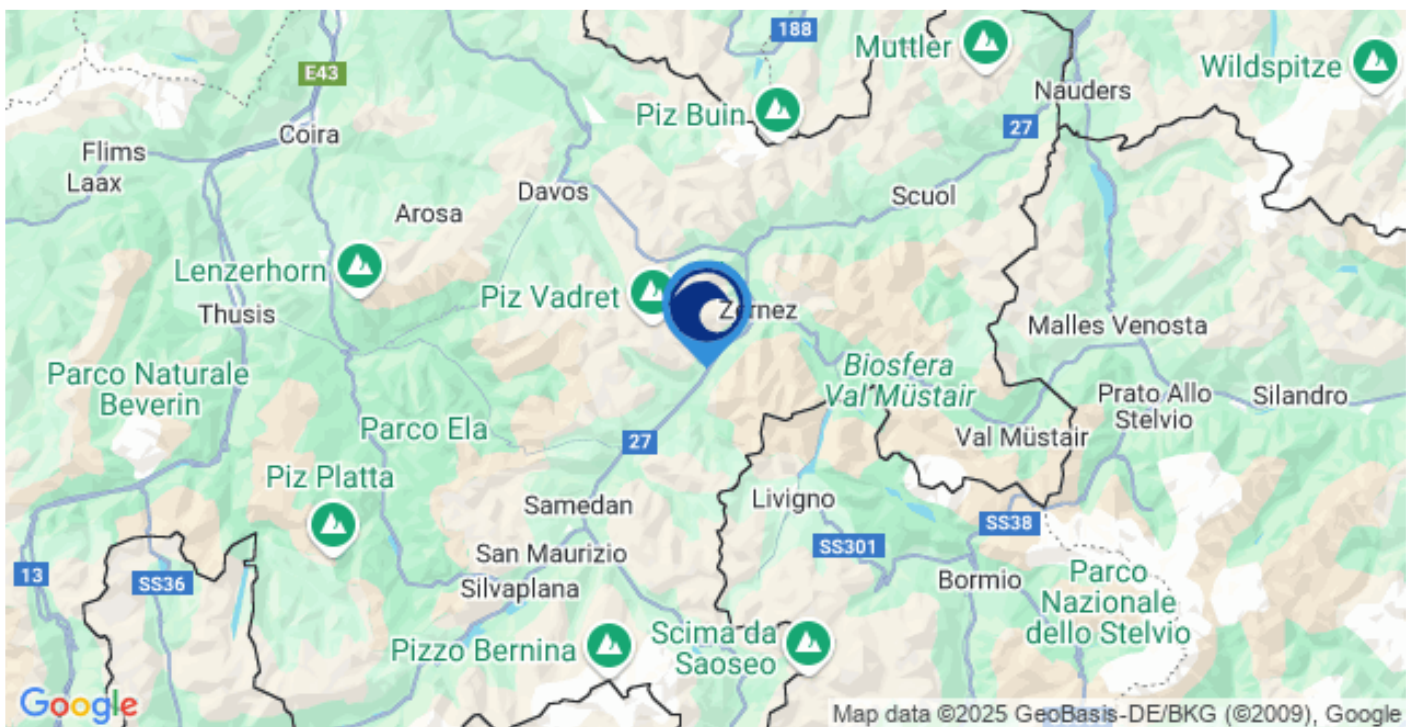 188
Muttler
Wildspitze
E43
Nauders
Piz Buin
27
Coira
Flims
Laax
Davos
Scuol
Arosa
Lenzerhorn
Piz Vadret
Zernez
Thusis
Malles Venosta
Parco Naturale
Beverin
Biosfera
Val Müstair
Prato Allo
Stelvio
Silandro
Parco Ela
27
Val Müstair
Piz Platta
Samedan
Livigno
SS38
San Maurizio
SS301
13
SS36
Silvaplana
Bormio
Parco
Nazionale
dello Stelvio
Pizzo Bernina
Scima da
Saoseo
Google
Map data ©2025 GeoBasis-DE/BKG (©2009), Google